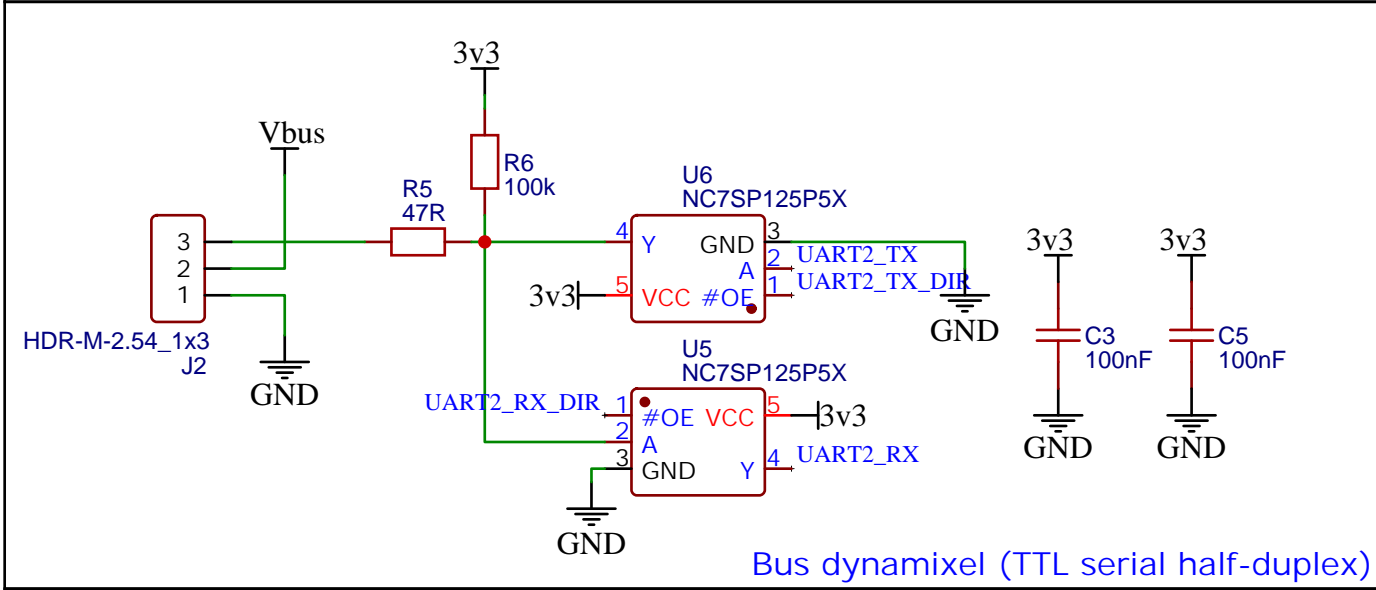 3v3
Vbus
R6
100k
R5
47R
U6
NC7SP125P5X
3
2
1
HDR-M-2.54_1x3
J2
GND
4
Y
GND
3
A
2
UART2_TX
3v3
5
VCC
#OE
1
UART2_TX_DIR
GND
U5
NC7SP125P5X
UART2_RX_DIR
1
#OE
VCC
5
3v3
2
A
3
GND
Y
4
UART2_RX
GND
3v3
C3
100nF
GND
3v3
C5
100nF
GND
Bus dynamixel (TTL serial half-duplex)